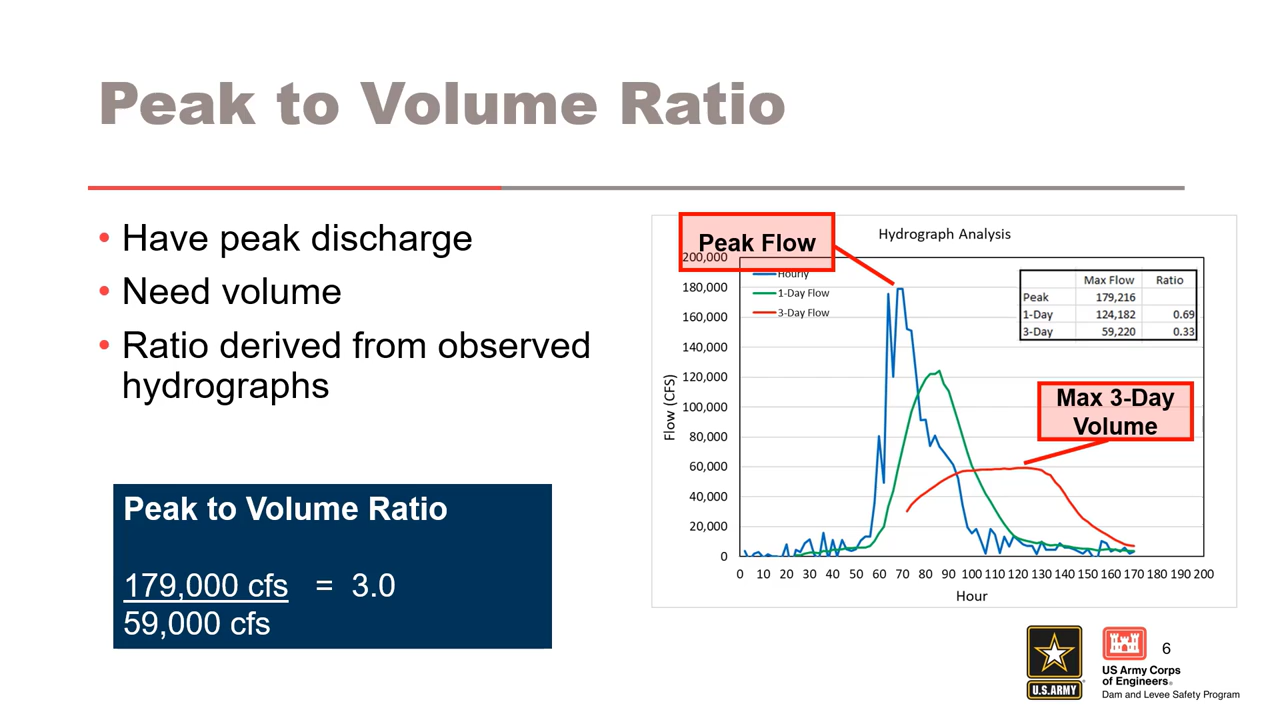 Peak to Volume Ratio
• Have peak discharge
• Need volume
• Ratio derived from observed
hydrographs
Peak to Volume Ratio
179,000 cfs = 3.0
59,000 cfs
Peak Flow
Hydrograph Analysis
Hourly
1-Day Flow
3-Day Flow
Max Flow Ratio
Peak 179,216
1-Day 124,182 0.69
3-Day 59,220 0.33
Max 3-Day
Volume
Flow (CFS)
200,000
180,000
160,000
140,000
120,000
100,000
80,000
60,000
40,000
20,000
0
0 10 20 30 40 50 60 70 80 90 100 110 120 130 140 150 160 170 180 190 200
Hour
U.S.ARMY
6
US Army Corps
of Engineers®
Dam and Levee Safety Program